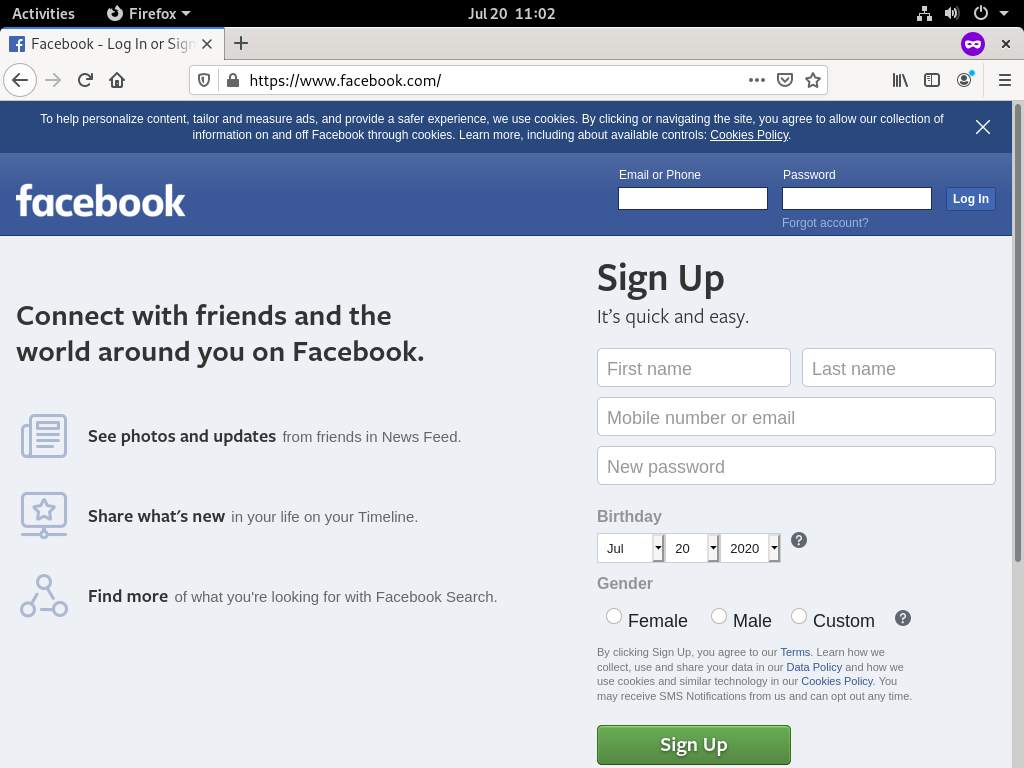 Activities Firefox Jul 20 11:02
Facebook - Log In or Sign
https://www.facebook.com/
To help personalize content, tailor and measure ads, and provide a safer experience, we use cookies. By clicking or navigating the site, you agree to allow our collection of
information on and off Facebook through cookies. Learn more, including about available controls: Cookies Policy.
facebook
Email or Phone
Password
Log In
Forgot account?
Connect with friends and the
world around you on Facebook.
See photos and updates from friends in News Feed.
Share what's new in your life on your Timeline.
Find more of what you're looking for with Facebook Search.
Sign Up
It's quick and easy.
First name
Last name
Mobile number or email
New password
Birthday
Jul 20 2020
Gender
Female Male Custom
By clicking Sign Up, you agree to our Terms. Learn how we
collect, use and share your data in our Data Policy and how we
use cookies and similar technology in our Cookies Policy. You
may receive SMS Notifications from us and can opt out any time.
Sign Up